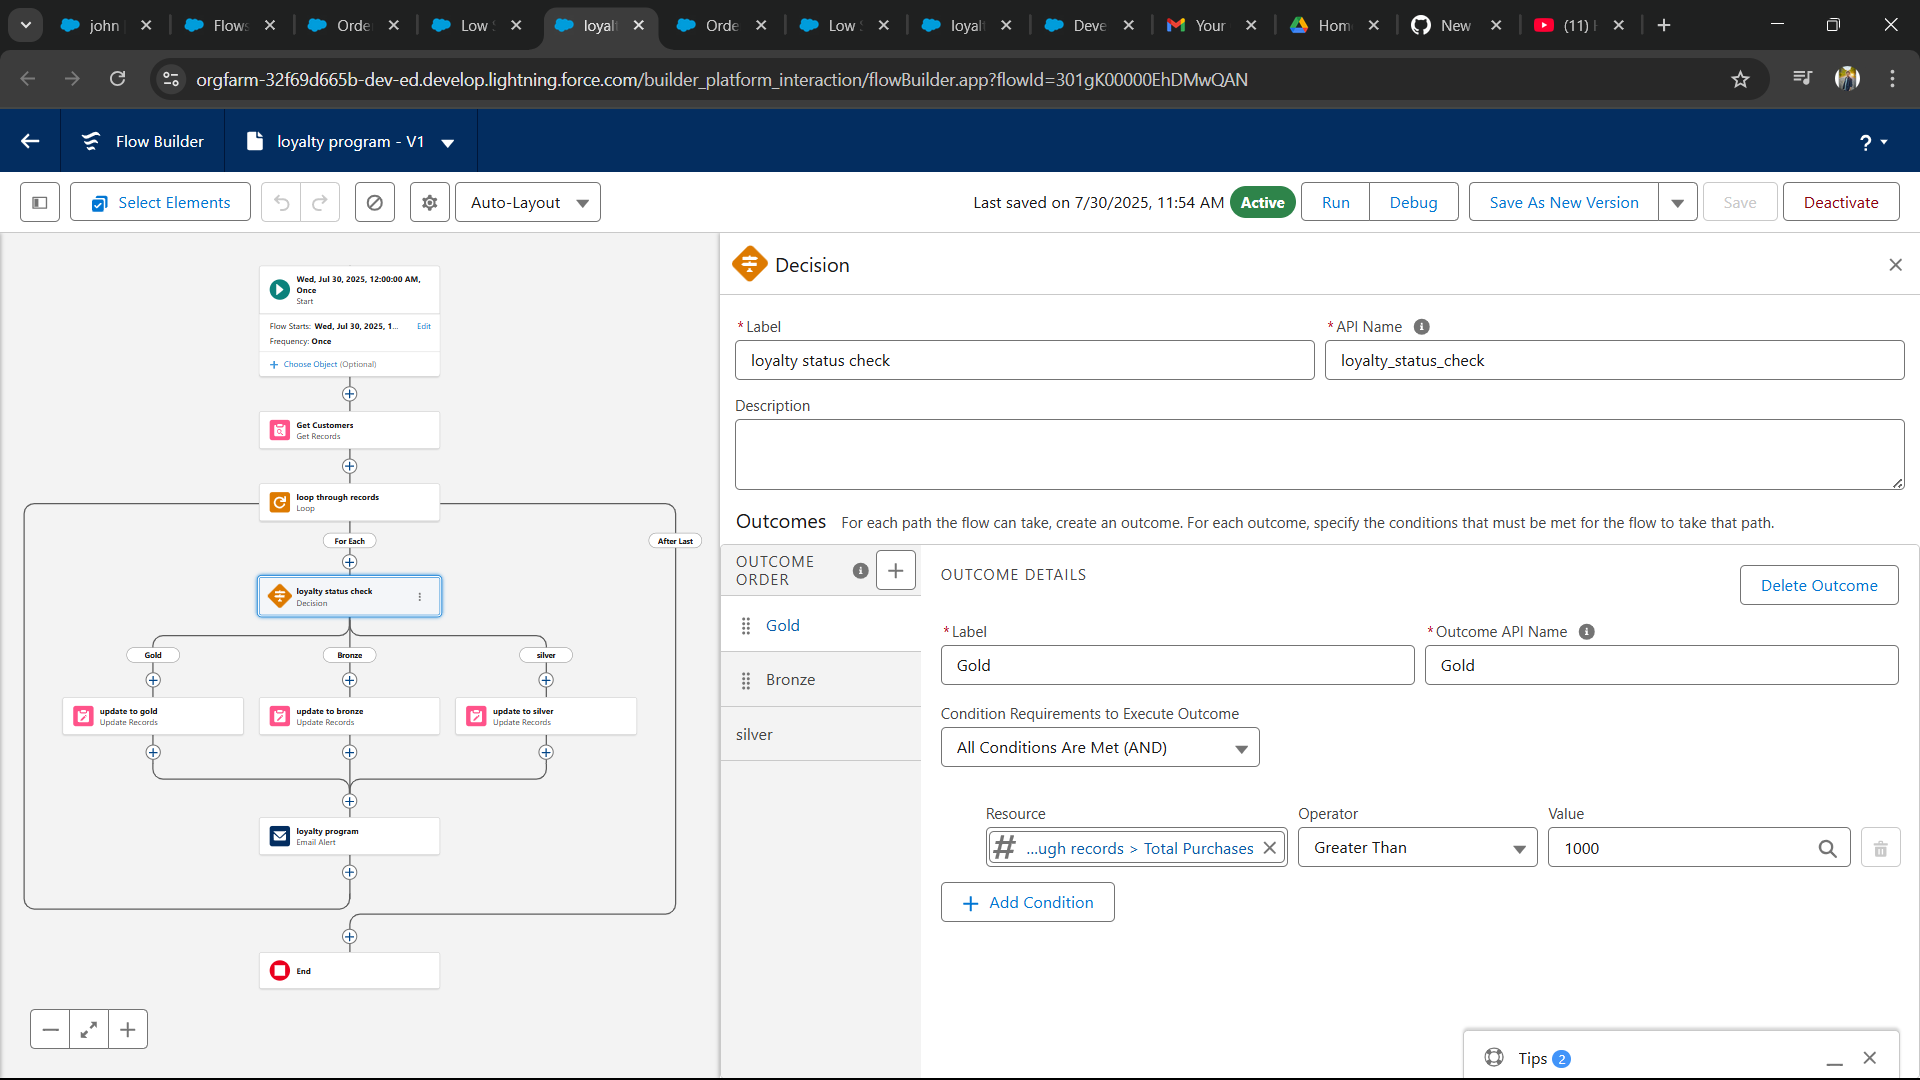 john
Flows
Orde
Low S
loyalt
Orde
Low S
loyalt
Deve
Your
Hom
New
(11)
orgfarm-32f69d665b-dev-ed.develop.lightning.force.com/builder_platform_interaction/flowBuilder.app?flowId=301gK00000EhDMwQAN
Flow Builder
loyalty program - V1
?
Select Elements
Auto-Layout
Last saved on 7/30/2025, 11:54 AM
Active
Run
Debug
Save As New Version
Save
Deactivate
Wed, Jul 30, 2025, 12:00:00 AM,
Once
Start
Flow Starts: Wed, Jul 30, 2025, 1...
Edit
Frequency: Once
+ Choose Object (Optional)
Get Customers
Get Records
loop through records
Loop
For Each
After Last
loyalty status check
Decision
Gold
Bronze
silver
update to gold
Update Records
update to bronze
Update Records
update to silver
Update Records
loyalty program
Email Alert
End
Decision
* Label
loyalty status check
* API Name
loyalty_status_check
Description
Outcomes
For each path the flow can take, create an outcome. For each outcome, specify the conditions that must be met for the flow to take that path.
OUTCOME
ORDER
Gold
Bronze
silver
OUTCOME DETAILS
Delete Outcome
* Label
Gold
* Outcome API Name
Gold
Condition Requirements to Execute Outcome
All Conditions Are Met (AND)
Resource
...ugh records > Total Purchases
Operator
Greater Than
Value
1000
+ Add Condition
Tips 2